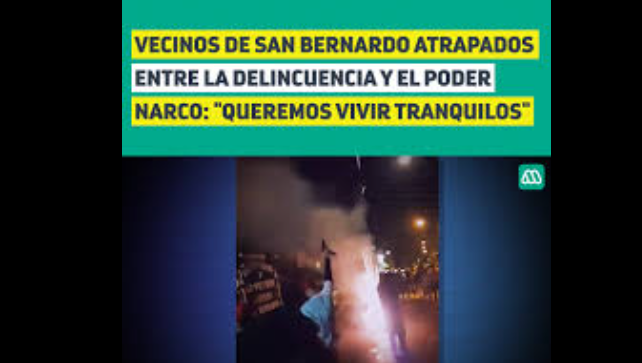 VECINOS DE SAN BERNARDO ATRAPADOS
ENTRE LA DELINCUENCIA Y EL PODER
NARCO: "QUEREMOS VIVIR TRANQUILOS"